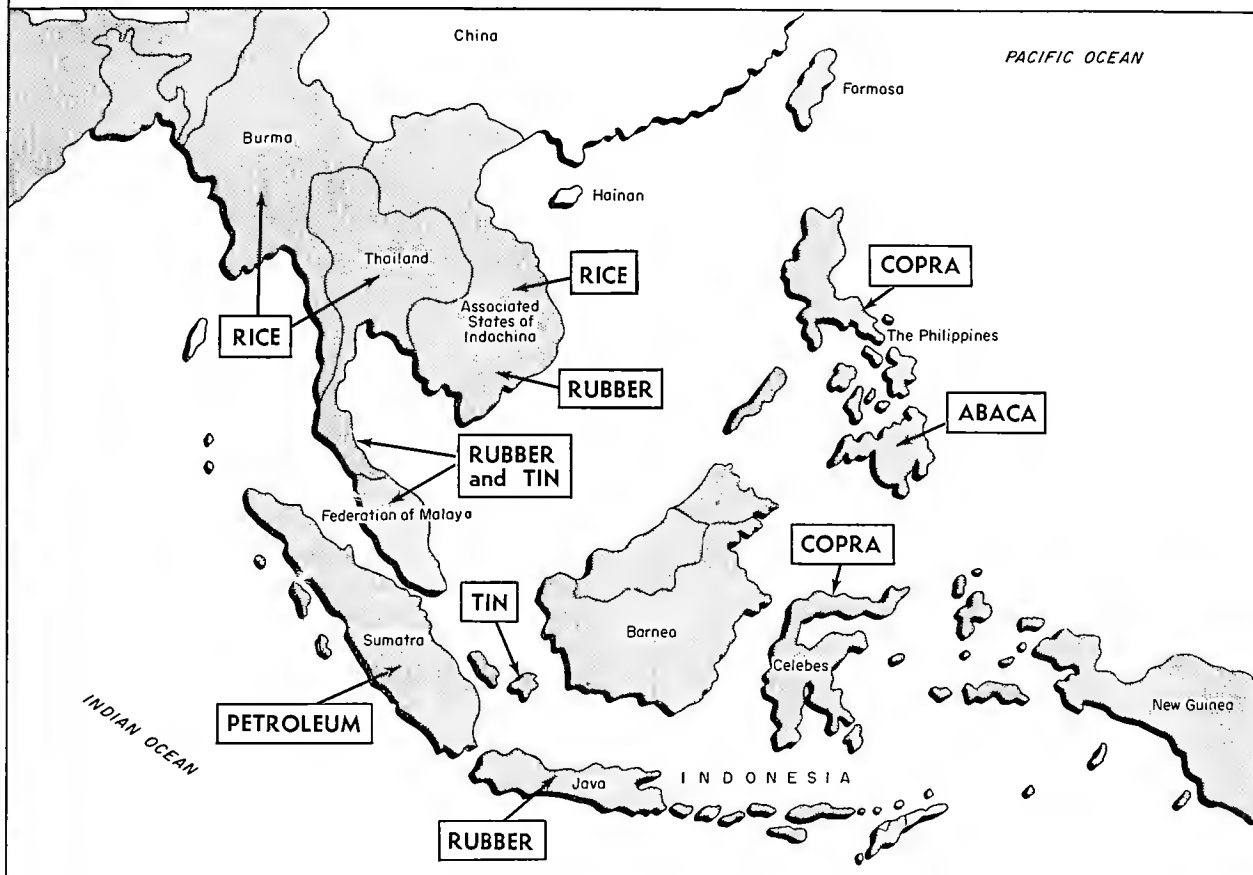 China
PACIFIC OCEAN
Formosa
Burma
Hainan
Thailand
COPRA
RICE
Associated
States of
Indochina
The Philippines
RICE
RUBBER
ABACA
RUBBER
and TIN
Federation of Malaya
COPRA
TIN
Borneo
Sumatra
Celebes
PETROLEUM
New Guinea
INDIAN OCEAN
INDONESIA
Java
RUBBER